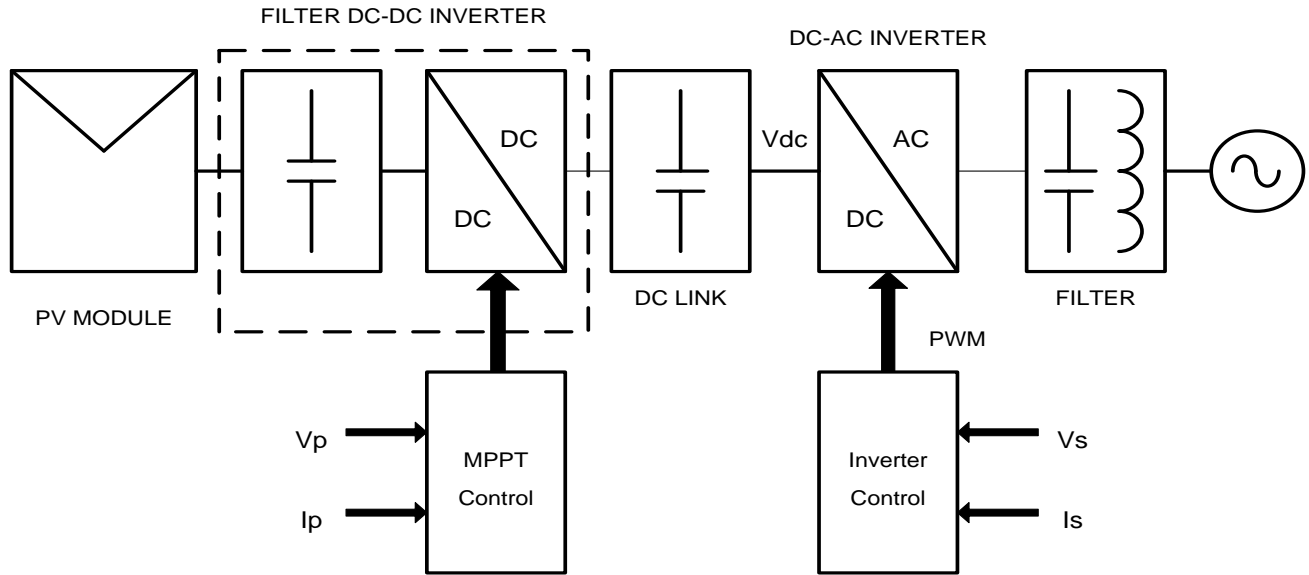 FILTER DC-DC INVERTER
DC-AC INVERTER
DC
DC
Vdc
AC
DC
PV MODULE
DC LINK
FILTER
PWM
Vp
Ip
MPPT
Control
Inverter
Control
Vs
Is